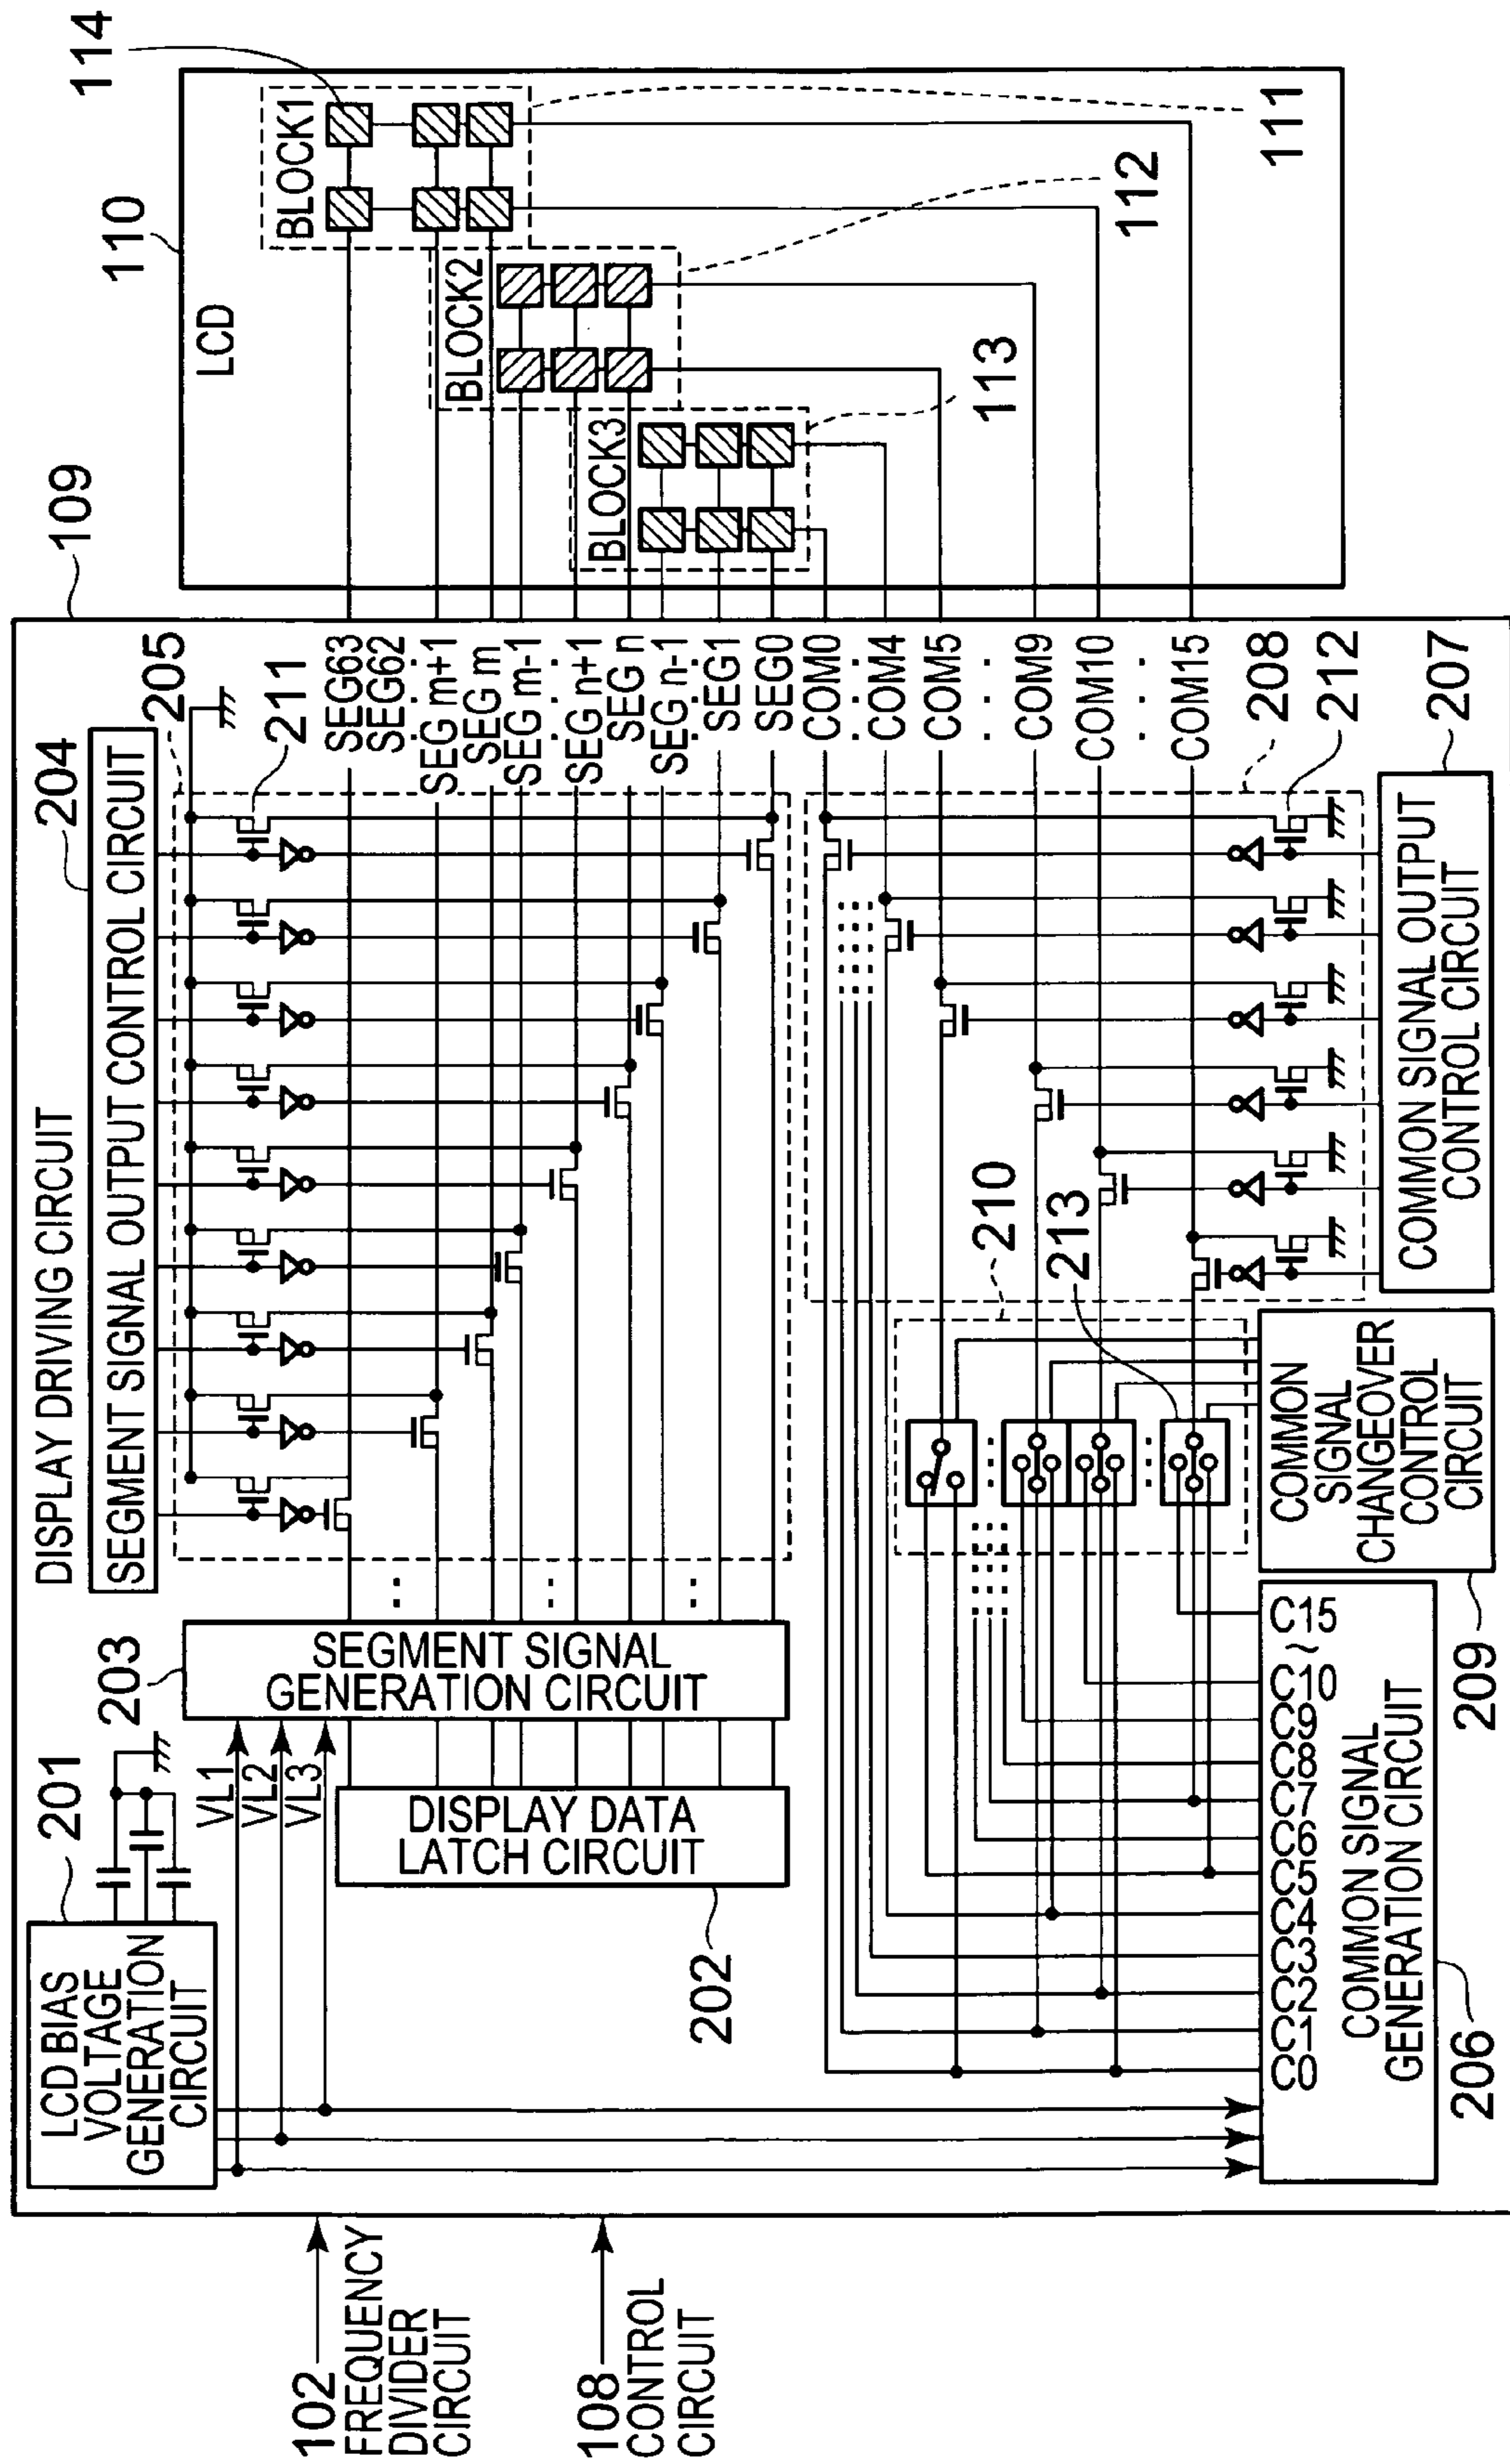 109
DISPLAY DRIVING CIRCUIT
201
LCD BIAS
VOLTAGE
GENERATION
CIRCUIT
203
204
SEGMENT SIGNAL OUTPUT CONTROL CIRCUIT
205
211
VL1
VL2
VL3
SEGMENT SIGNAL
GENERATION CIRCUIT
DISPLAY DATA
LATCH CIRCUIT
202
102
FREQUENCY
DIVIDER
CIRCUIT
108
CONTROL
CIRCUIT
SEG63
SEG62
SEG m+1
SEG m
SEG m-1
SEG n+1
SEG n
SEG n-1
SEG1
SEG0
COM0
COM4
COM5
COM9
COM10
COM15
210
213
208
212
C0
C1
C2
C3
C4
C5
C6
C7
C8
C9
C10
~
C15
COMMON SIGNAL
GENERATION CIRCUIT
206
COMMON
SIGNAL
CHANGEOVER
CONTROL
CIRCUIT
209
COMMON SIGNAL OUTPUT
CONTROL CIRCUIT
207
110
LCD
114
BLOCK1
BLOCK2
BLOCK3
113
112
111